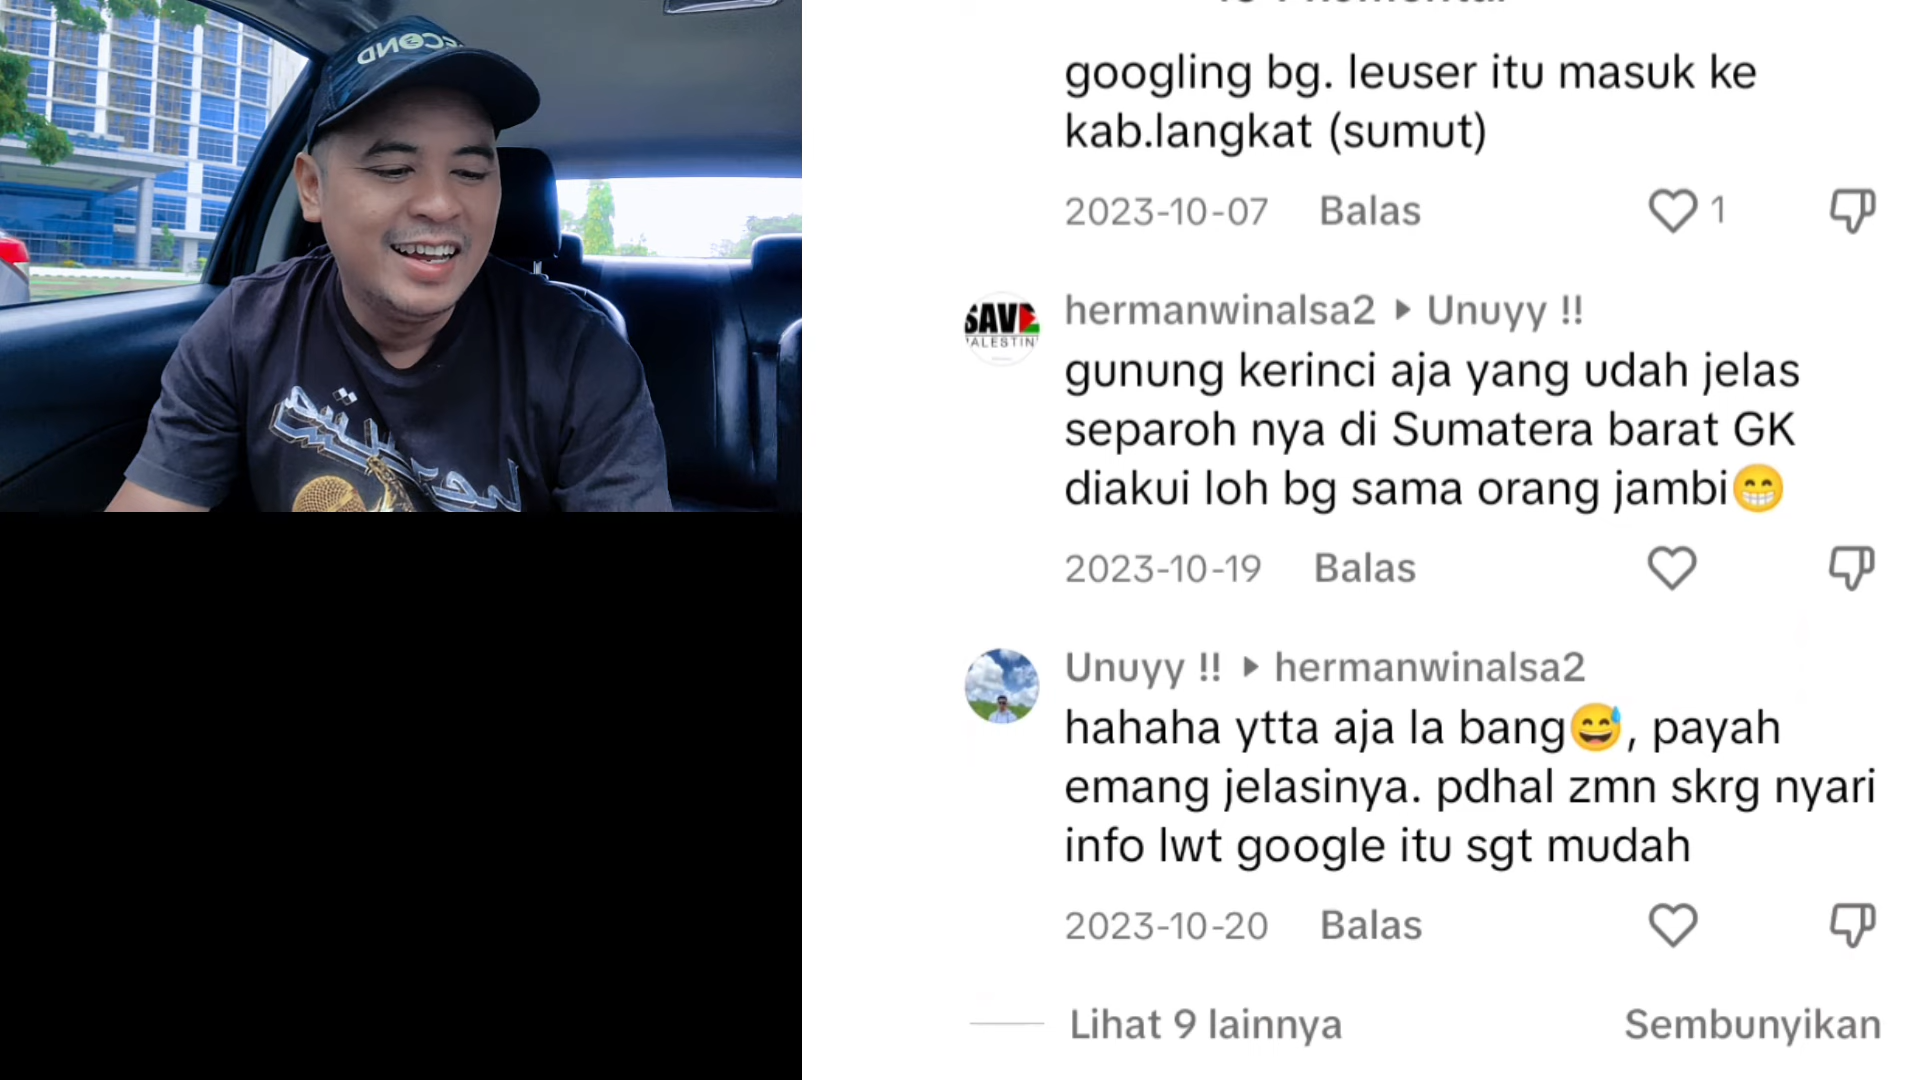 SECOND
googling bg. leuser itu masuk ke
kab.langkat (sumut)
2023-10-07 Balas 1
SAVE
PALESTIN
hermanwinalsa2 ▸ Unuyy !!
gunung kerinci aja yang udah jelas
separoh nya di Sumatera barat GK
diakui loh bg sama orang jambi😁
2023-10-19 Balas
Unuyy !! ▸ hermanwinalsa2
hahaha ytta aja la bang😅, payah
emang jelasinya. pdhal zmn skrg nyari
info lwt google itu sgt mudah
2023-10-20 Balas
Lihat 9 lainnya Sembunyikan